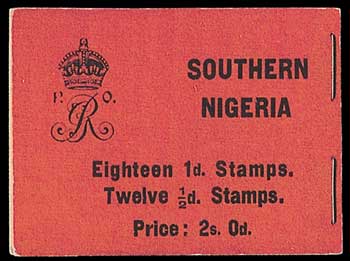 SOUTHERN
NIGERIA
P. O.
R
Eighteen 1d. Stamps.
Twelve ½d. Stamps.
Price: 2s. 0d.